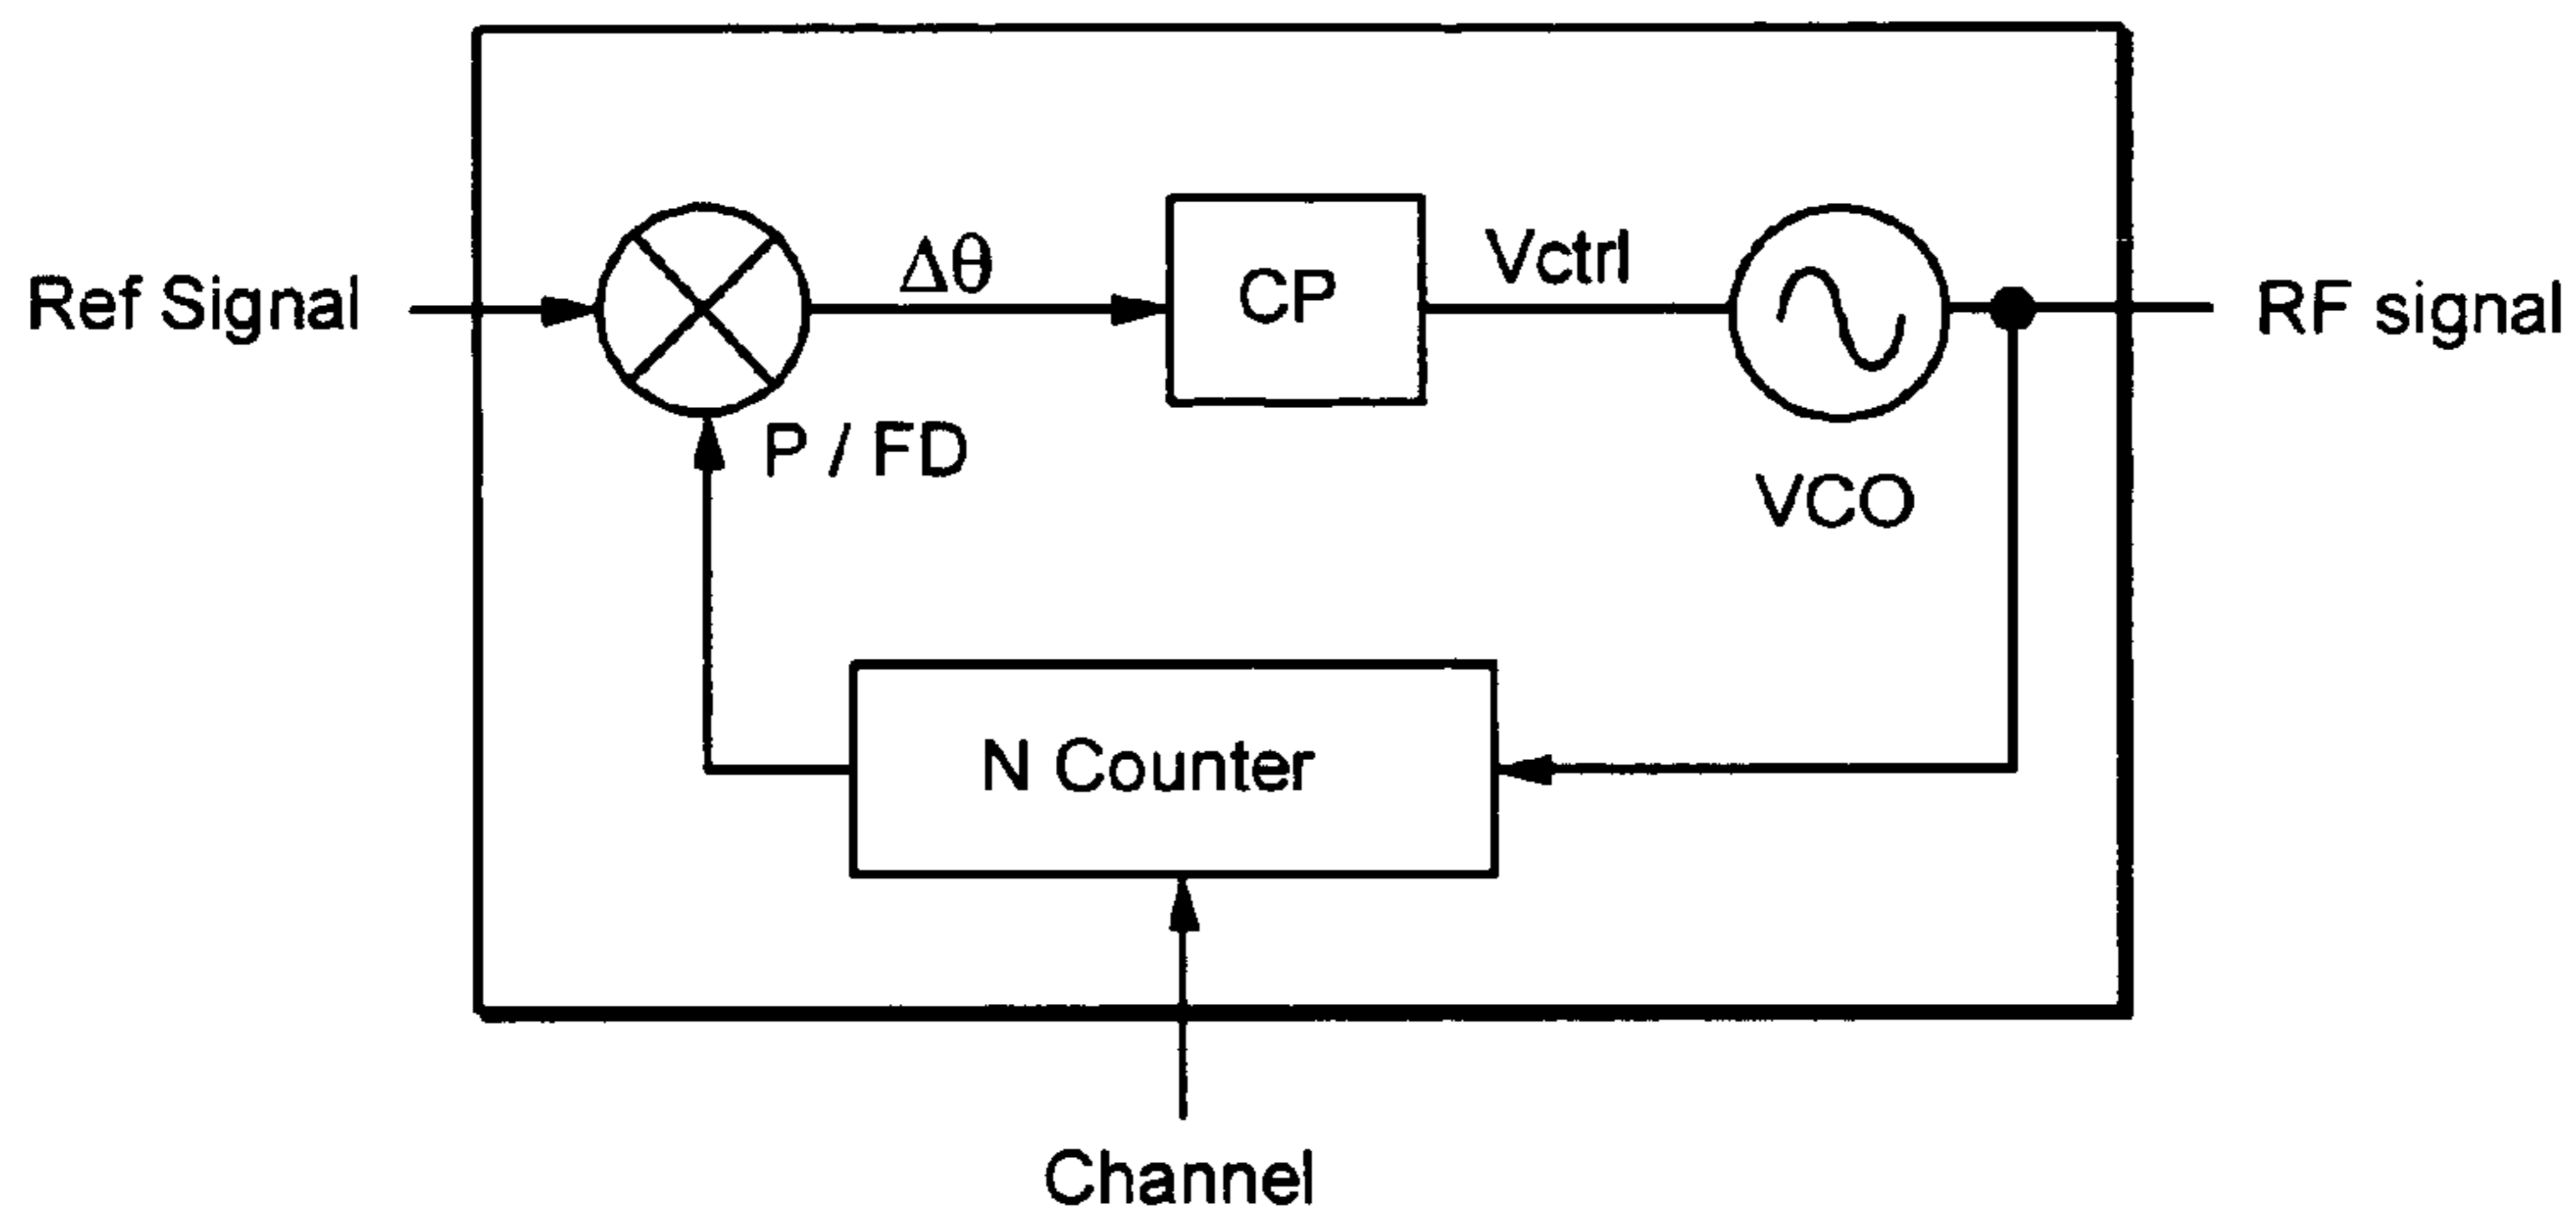 Ref Signal
Δθ
CP
Vctrl
RF signal
P / FD
VCO
N Counter
Channel